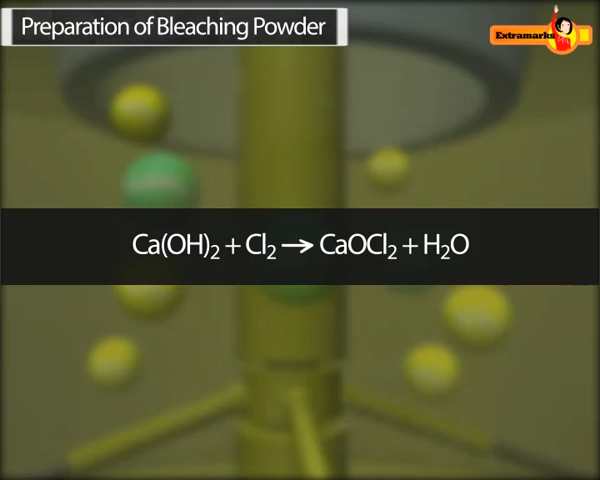 Preparation of Bleaching Powder
Extramarks
Ca(OH)₂ + Cl₂ → CaOCl₂ + H₂O